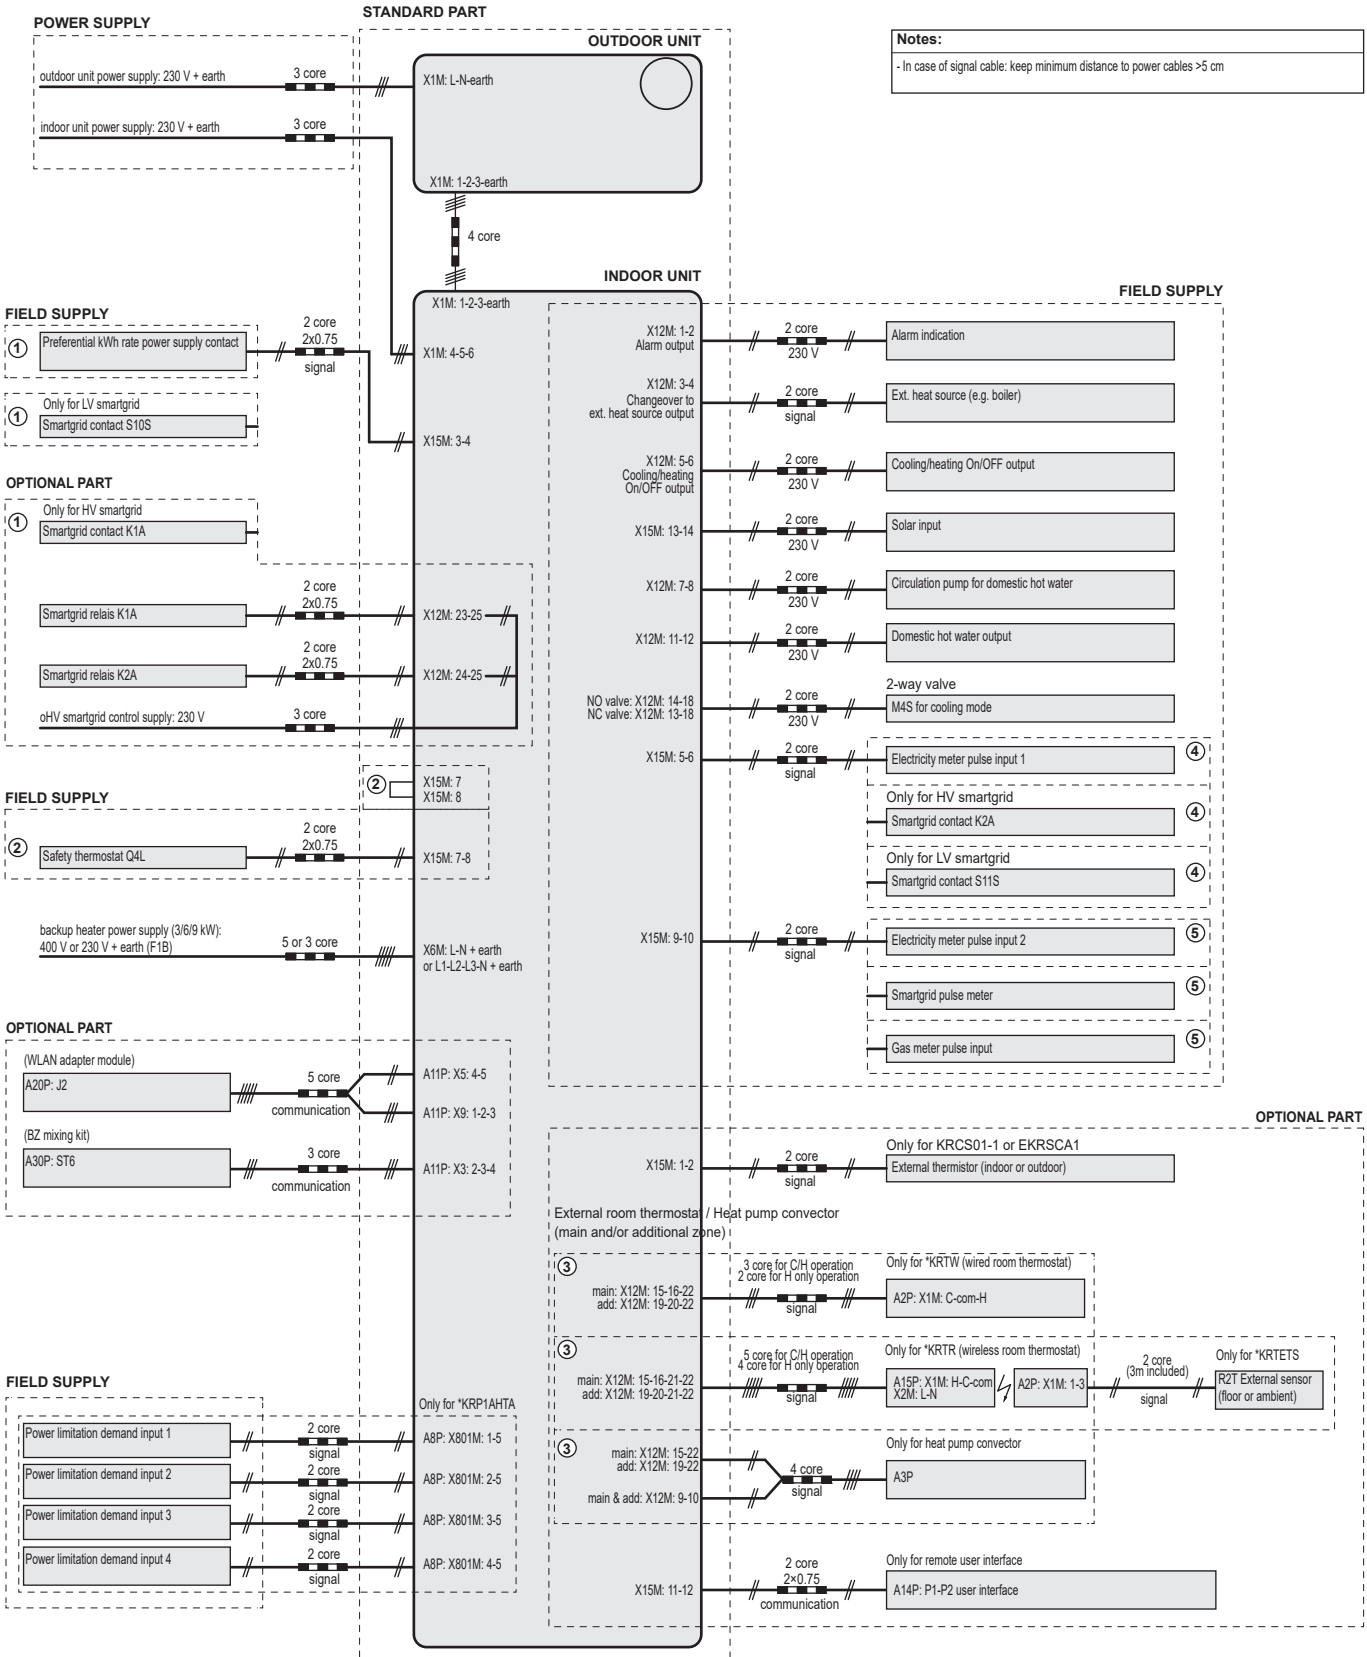 POWER SUPPLY
outdoor unit power supply: 230 V + earth
3 core
indoor unit power supply: 230 V + earth
3 core
STANDARD PART
OUTDOOR UNIT
X1M: L-N-earth
X1M: 1-2-3-earth
4 core
Notes:
- In case of signal cable: keep minimum distance to power cables >5 cm
INDOOR UNIT
X1M: 1-2-3-earth
FIELD SUPPLY
1
Preferential kWh rate power supply contact
2 core
2x0.75
signal
X1M: 4-5-6
1
Only for LV smartgrid
Smartgrid contact S10S
X15M: 3-4
OPTIONAL PART
1
Only for HV smartgrid
Smartgrid contact K1A
Smartgrid relais K1A
2 core
2x0.75
X12M: 23-25
Smartgrid relais K2A
2 core
2x0.75
X12M: 24-25
oHV smartgrid control supply: 230 V
3 core
2
X15M: 7
X15M: 8
FIELD SUPPLY
2
Safety thermostat Q4L
2 core
2x0.75
X15M: 7-8
backup heater power supply (3/6/9 kW):
400 V or 230 V + earth (F1B)
5 or 3 core
X6M: L-N + earth
or L1-L2-L3-N + earth
OPTIONAL PART
(WLAN adapter module)
A20P: J2
5 core
communication
A11P: X5: 4-5
A11P: X9: 1-2-3
(BZ mixing kit)
A30P: ST6
3 core
communication
A11P: X3: 2-3-4
FIELD SUPPLY
Only for *KRP1AHTA
Power limitation demand input 1
2 core
signal
A8P: X801M: 1-5
Power limitation demand input 2
2 core
signal
A8P: X801M: 2-5
Power limitation demand input 3
2 core
signal
A8P: X801M: 3-5
Power limitation demand input 4
2 core
signal
A8P: X801M: 4-5
FIELD SUPPLY
X12M: 1-2
Alarm output
2 core
230 V
Alarm indication
X12M: 3-4
Changeover to
ext. heat source output
2 core
signal
Ext. heat source (e.g. boiler)
X12M: 5-6
Cooling/heating
On/OFF output
2 core
230 V
Cooling/heating On/OFF output
X15M: 13-14
2 core
230 V
Solar input
X12M: 7-8
2 core
230 V
Circulation pump for domestic hot water
X12M: 11-12
2 core
230 V
Domestic hot water output
NO valve: X12M: 14-18
NC valve: X12M: 13-18
2 core
230 V
2-way valve
M4S for cooling mode
X15M: 5-6
2 core
signal
Electricity meter pulse input 1
4
Only for HV smartgrid
Smartgrid contact K2A
4
Only for LV smartgrid
Smartgrid contact S11S
4
X15M: 9-10
2 core
signal
Electricity meter pulse input 2
5
Smartgrid pulse meter
5
Gas meter pulse input
5
OPTIONAL PART
X15M: 1-2
2 core
signal
Only for KRCS01-1 or EKRSCA1
External thermistor (indoor or outdoor)
External room thermostat / Heat pump convector
(main and/or additional zone)
3
main: X12M: 15-16-22
add: X12M: 19-20-22
3 core for C/H operation
2 core for H only operation
signal
Only for *KRTW (wired room thermostat)
A2P: X1M: C-com-H
3
main: X12M: 15-16-21-22
add: X12M: 19-20-21-22
5 core for C/H operation
4 core for H only operation
signal
Only for *KRTR (wireless room thermostat)
A15P: X1M: H-C-com
X2M: L-N
A2P: X1M: 1-3
2 core
(3m included)
signal
Only for *KRTETS
R2T External sensor
(floor or ambient)
3
main: X12M: 15-22
add: X12M: 19-22
main & add: X12M: 9-10
4 core
signal
Only for heat pump convector
A3P
X15M: 11-12
2 core
2×0.75
communication
Only for remote user interface
A14P: P1-P2 user interface